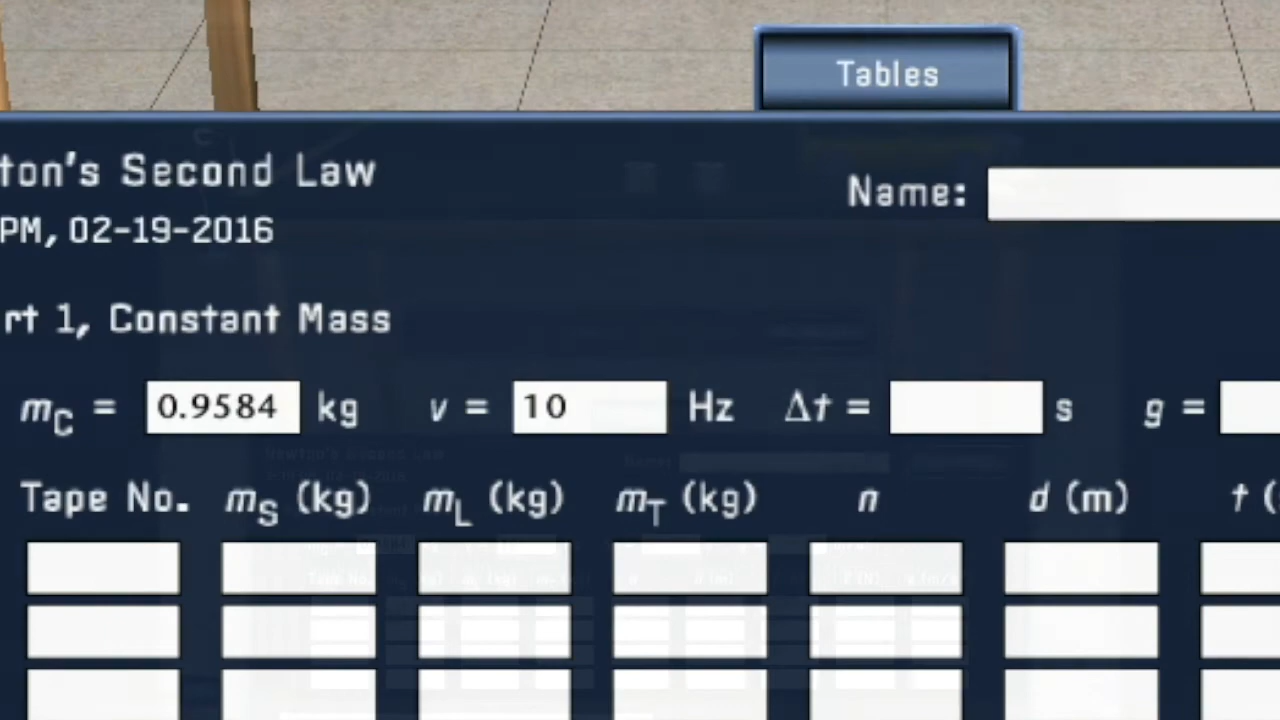 Tables
ton's Second Law
Name:
PM, 02-19-2016
rt 1, Constant Mass
mC = 0.9584 kg v = 10 Hz Δt = s g =
Tape No. mS (kg) mL (kg) mT (kg) n d (m) t (